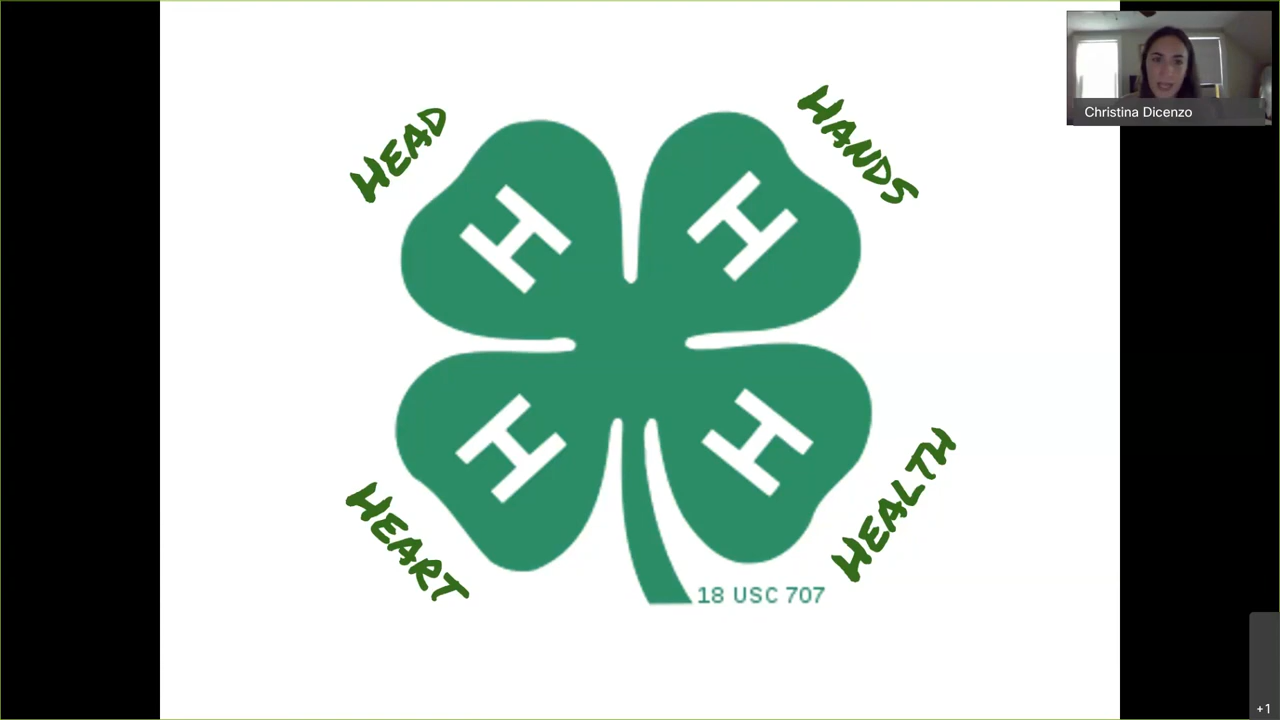 HEAD
HANDS
Christina Dicenzo
H
H
H
H
HEART
HEALTH
18 USC 707
+1